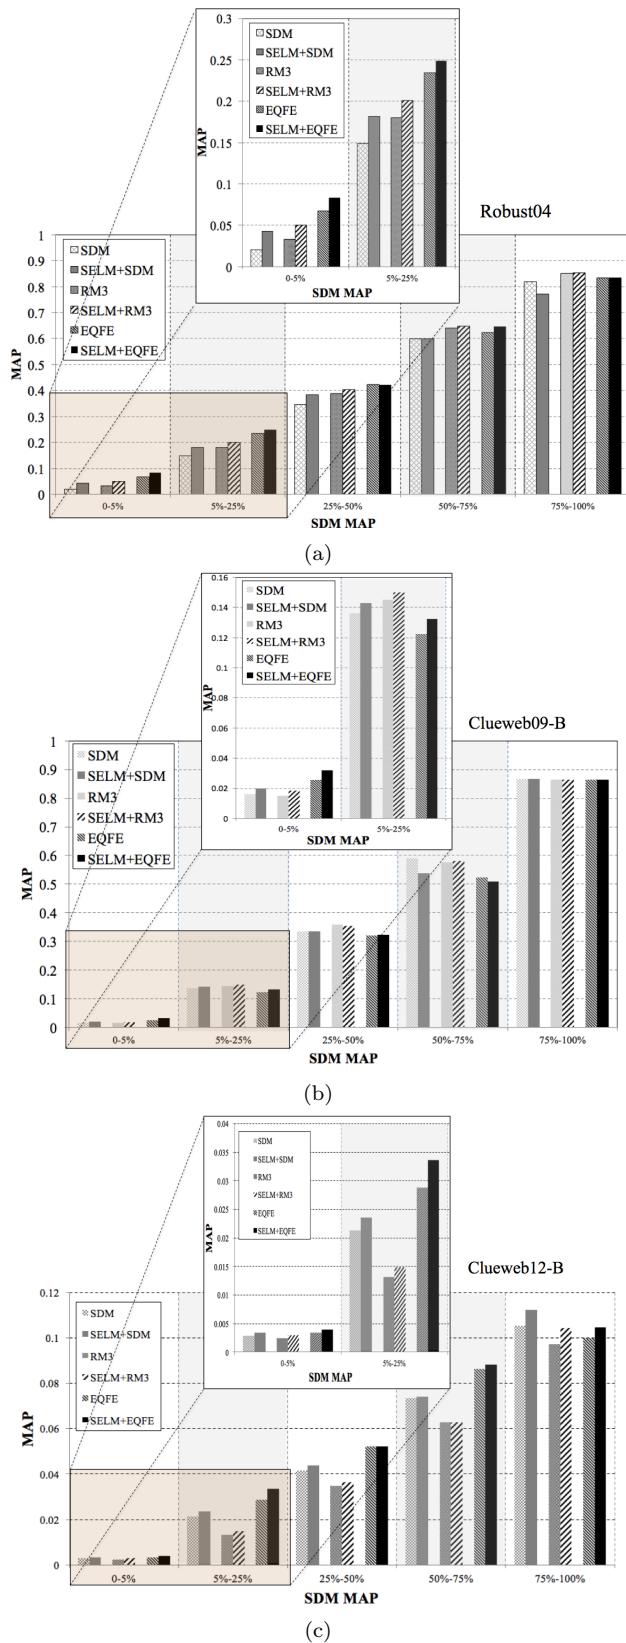 0.3
SDM
SELM+SDM
RM3
SELM+RM3
EQFE
SELM+EQFE
0.25
0.2
0.15
0.1
0.05
0
MAP
0-5%
5%-25%
SDM MAP
Robust04
1
0.9
0.8
0.7
0.6
0.5
0.4
0.3
0.2
0.1
0
MAP
SDM
SELM+SDM
RM3
SELM+RM3
EQFE
SELM+EQFE
0-5%
5%-25%
25%-50%
50%-75%
75%-100%
SDM MAP
(a)
0.16
0.14
0.12
0.1
0.08
0.06
0.04
0.02
0
MAP
SDM
SELM+SDM
RM3
SELM+RM3
EQFE
SELM+EQFE
0-5%
5%-25%
SDM MAP
Clueweb09-B
1
0.9
0.8
0.7
0.6
0.5
0.4
0.3
0.2
0.1
0
MAP
SDM
SELM+SDM
RM3
SELM+RM3
EQFE
SELM+EQFE
0-5%
5%-25%
25%-50%
50%-75%
75%-100%
SDM MAP
(b)
0.04
0.035
0.03
0.025
0.02
0.015
0.01
0.005
0
MAP
SDM
SELM+SDM
RM3
SELM+RM3
EQFE
SELM+EQFE
0-5%
5%-25%
SDM MAP
Clueweb12-B
0.12
0.1
0.08
0.06
0.04
0.02
0
MAP
SDM
SELM+SDM
RM3
SELM+RM3
EQFE
SELM+EQFE
0-5%
5%-25%
25%-50%
50%-75%
75%-100%
SDM MAP
(c)